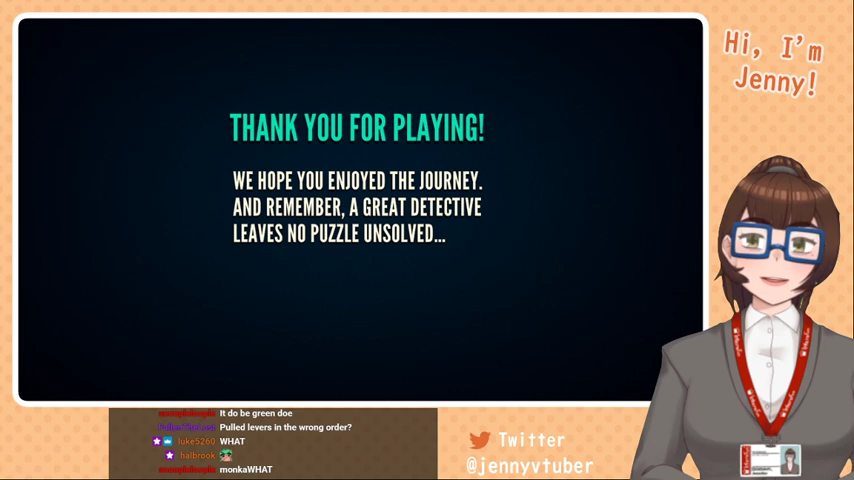 Hi, I'm
Jenny!
THANK YOU FOR PLAYING!
WE HOPE YOU ENJOYED THE JOURNEY.
AND REMEMBER, A GREAT DETECTIVE
LEAVES NO PUZZLE UNSOLVED...
It do be green doe
Pulled levers in the wrong order?
luke5260 WHAT
halbrook
monkaWHAT
Twitter
@jennyvtuber